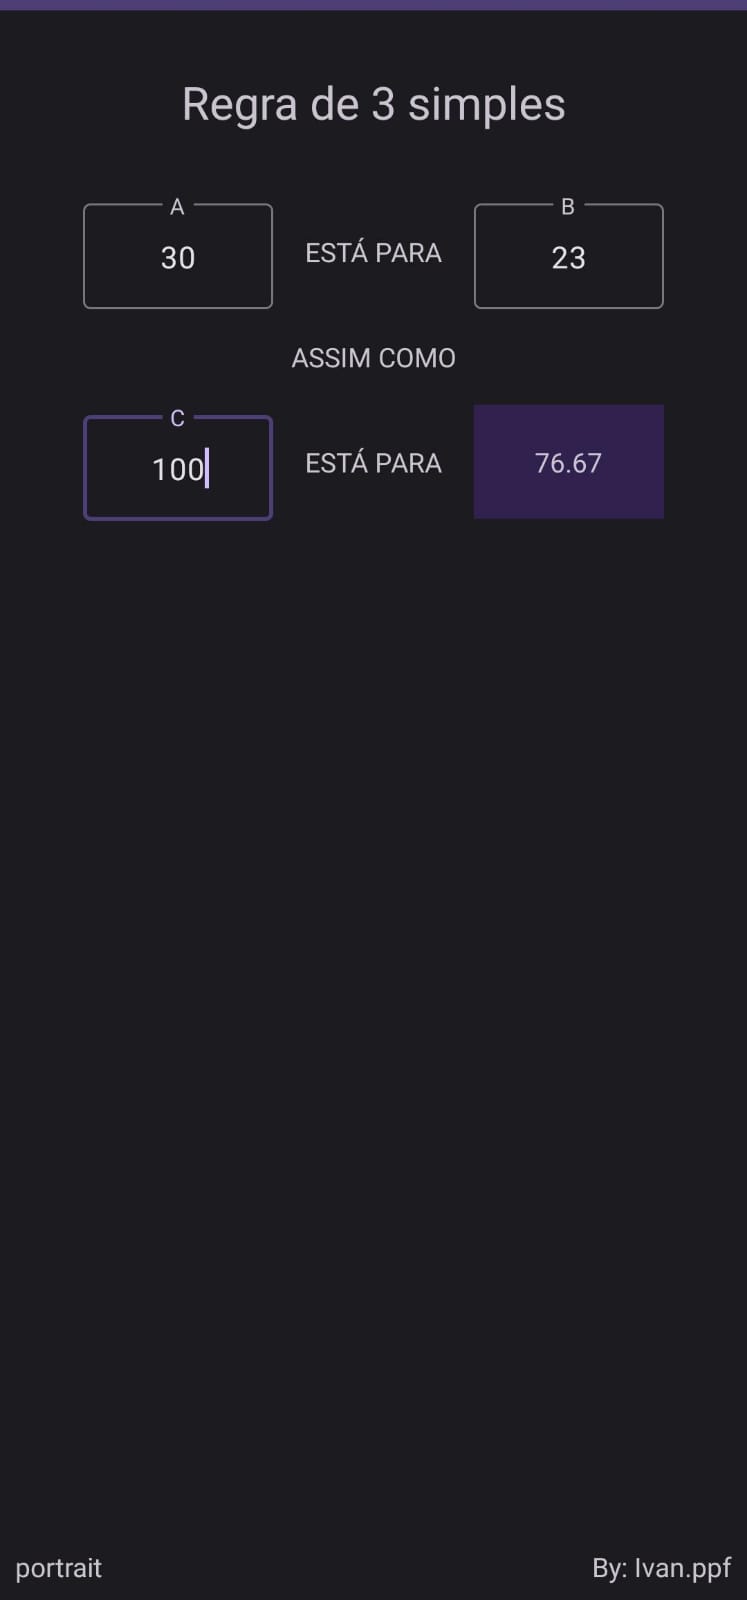 Regra de 3 simples
A
B
30 ESTÁ PARA 23
ASSIM COMO
C
100 ESTÁ PARA 76.67
portrait
By: Ivan.ppf